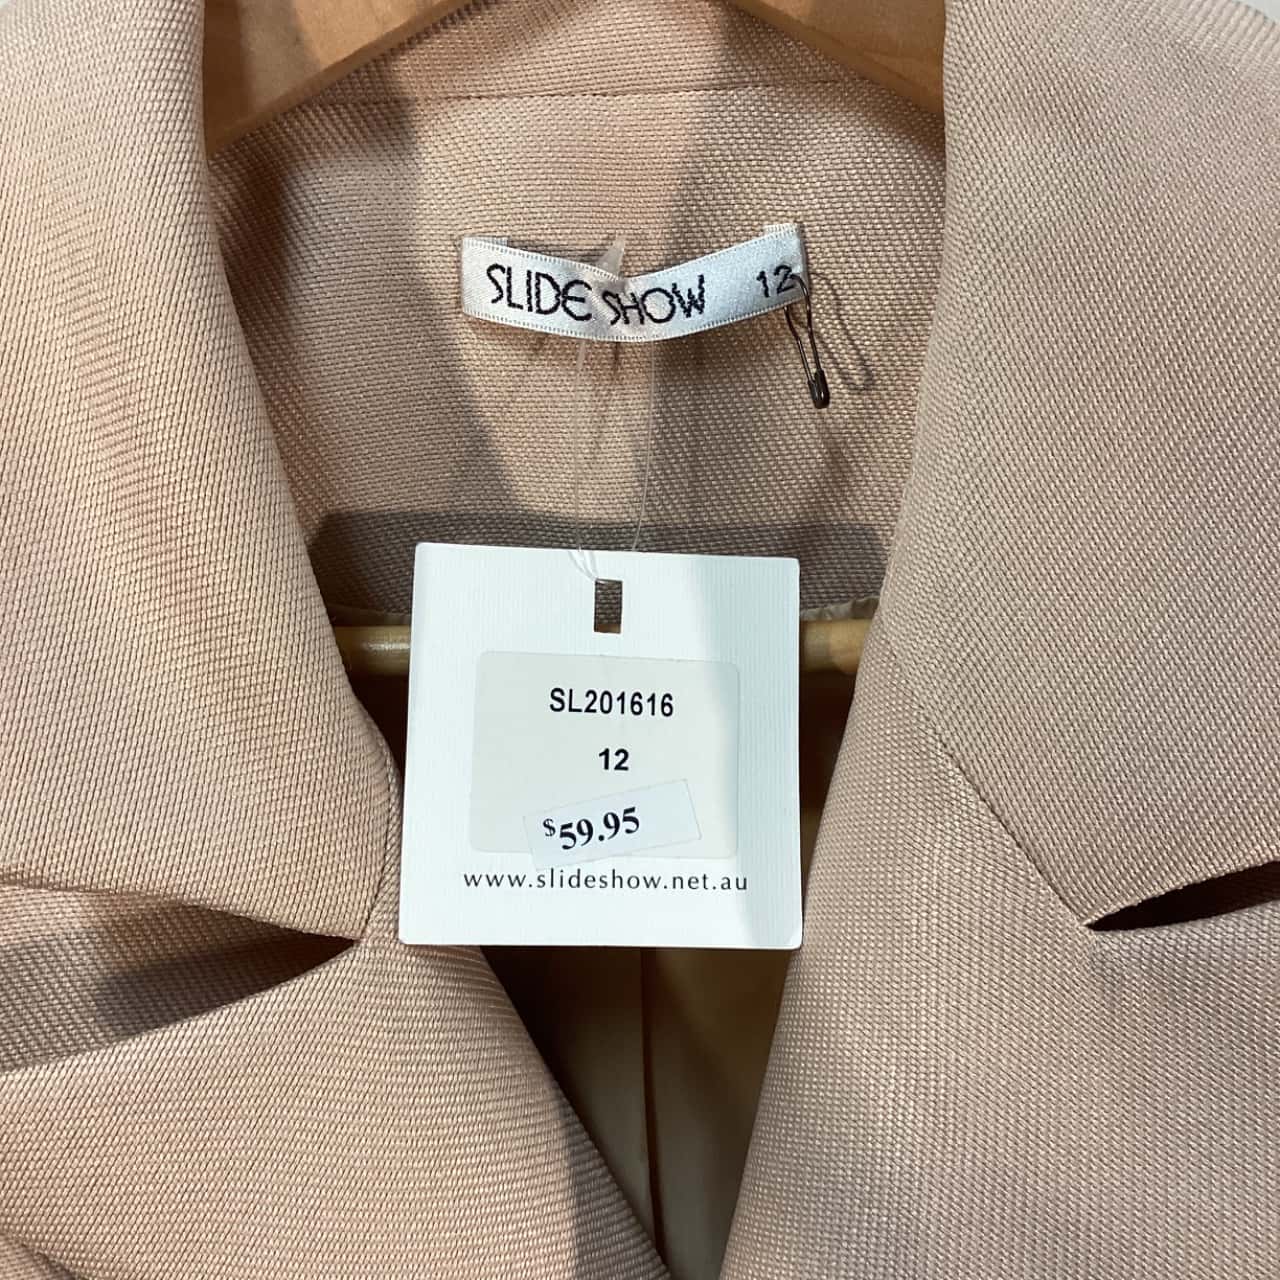 SLIDE SHOW 12
SL201616
12
$59.95
www.slideshow.net.au